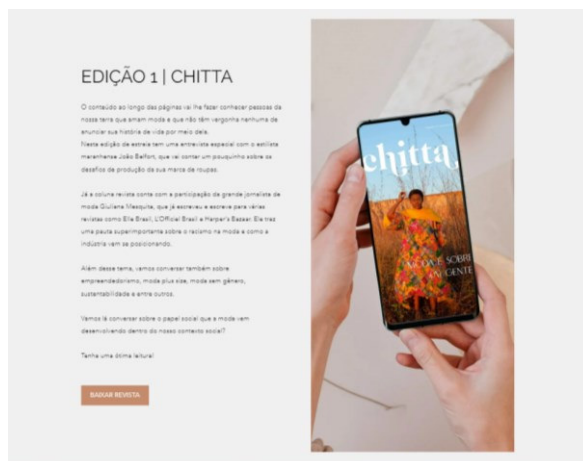 EDIÇÃO 1 | CHITTA
O conteúdo ao longo das páginas vai lhe fazer conhecer pessoas da
nossa terra que amam moda e que não têm vergonha nenhuma de
anunciar sua história de vida por meio dela.
Nesta edição de estreia tem uma entrevista especial com o estilista
maranhense João Belfort, que vai contar um pouquinho sobre os
desafios de produção da sua marca de roupas.
Já a coluna revista conta com a participação da grande jornalista de
moda Giuliana Mesquita, que já escreveu e escreve para várias
revistas como Elle Brasil, L'Officiel Brasil e Harper's Bazaar. Ela traz
uma pauta superimportante sobre o racismo na moda e como a
indústria vem se posicionando.
Além desse tema, vamos conversar também sobre
empreendedorismo, moda plus size, moda sem gênero,
sustentabilidade e entre outros.
Vamos lá conversar sobre o papel social que a moda vem
desenvolvendo dentro do nosso contexto social?
Tenha uma ótima leitura!
BAIXAR REVISTA
chitta
MODA É SOBRE
GENTE